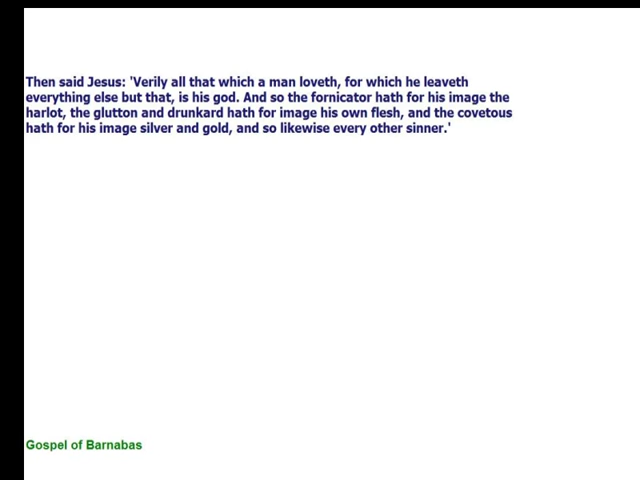 Then said Jesus: 'Verily all that which a man loveth, for which he leaveth
everything else but that, is his god. And so the fornicator hath for his image the
harlot, the glutton and drunkard hath for image his own flesh, and the covetous
hath for his image silver and gold, and so likewise every other sinner.'
Gospel of Barnabas